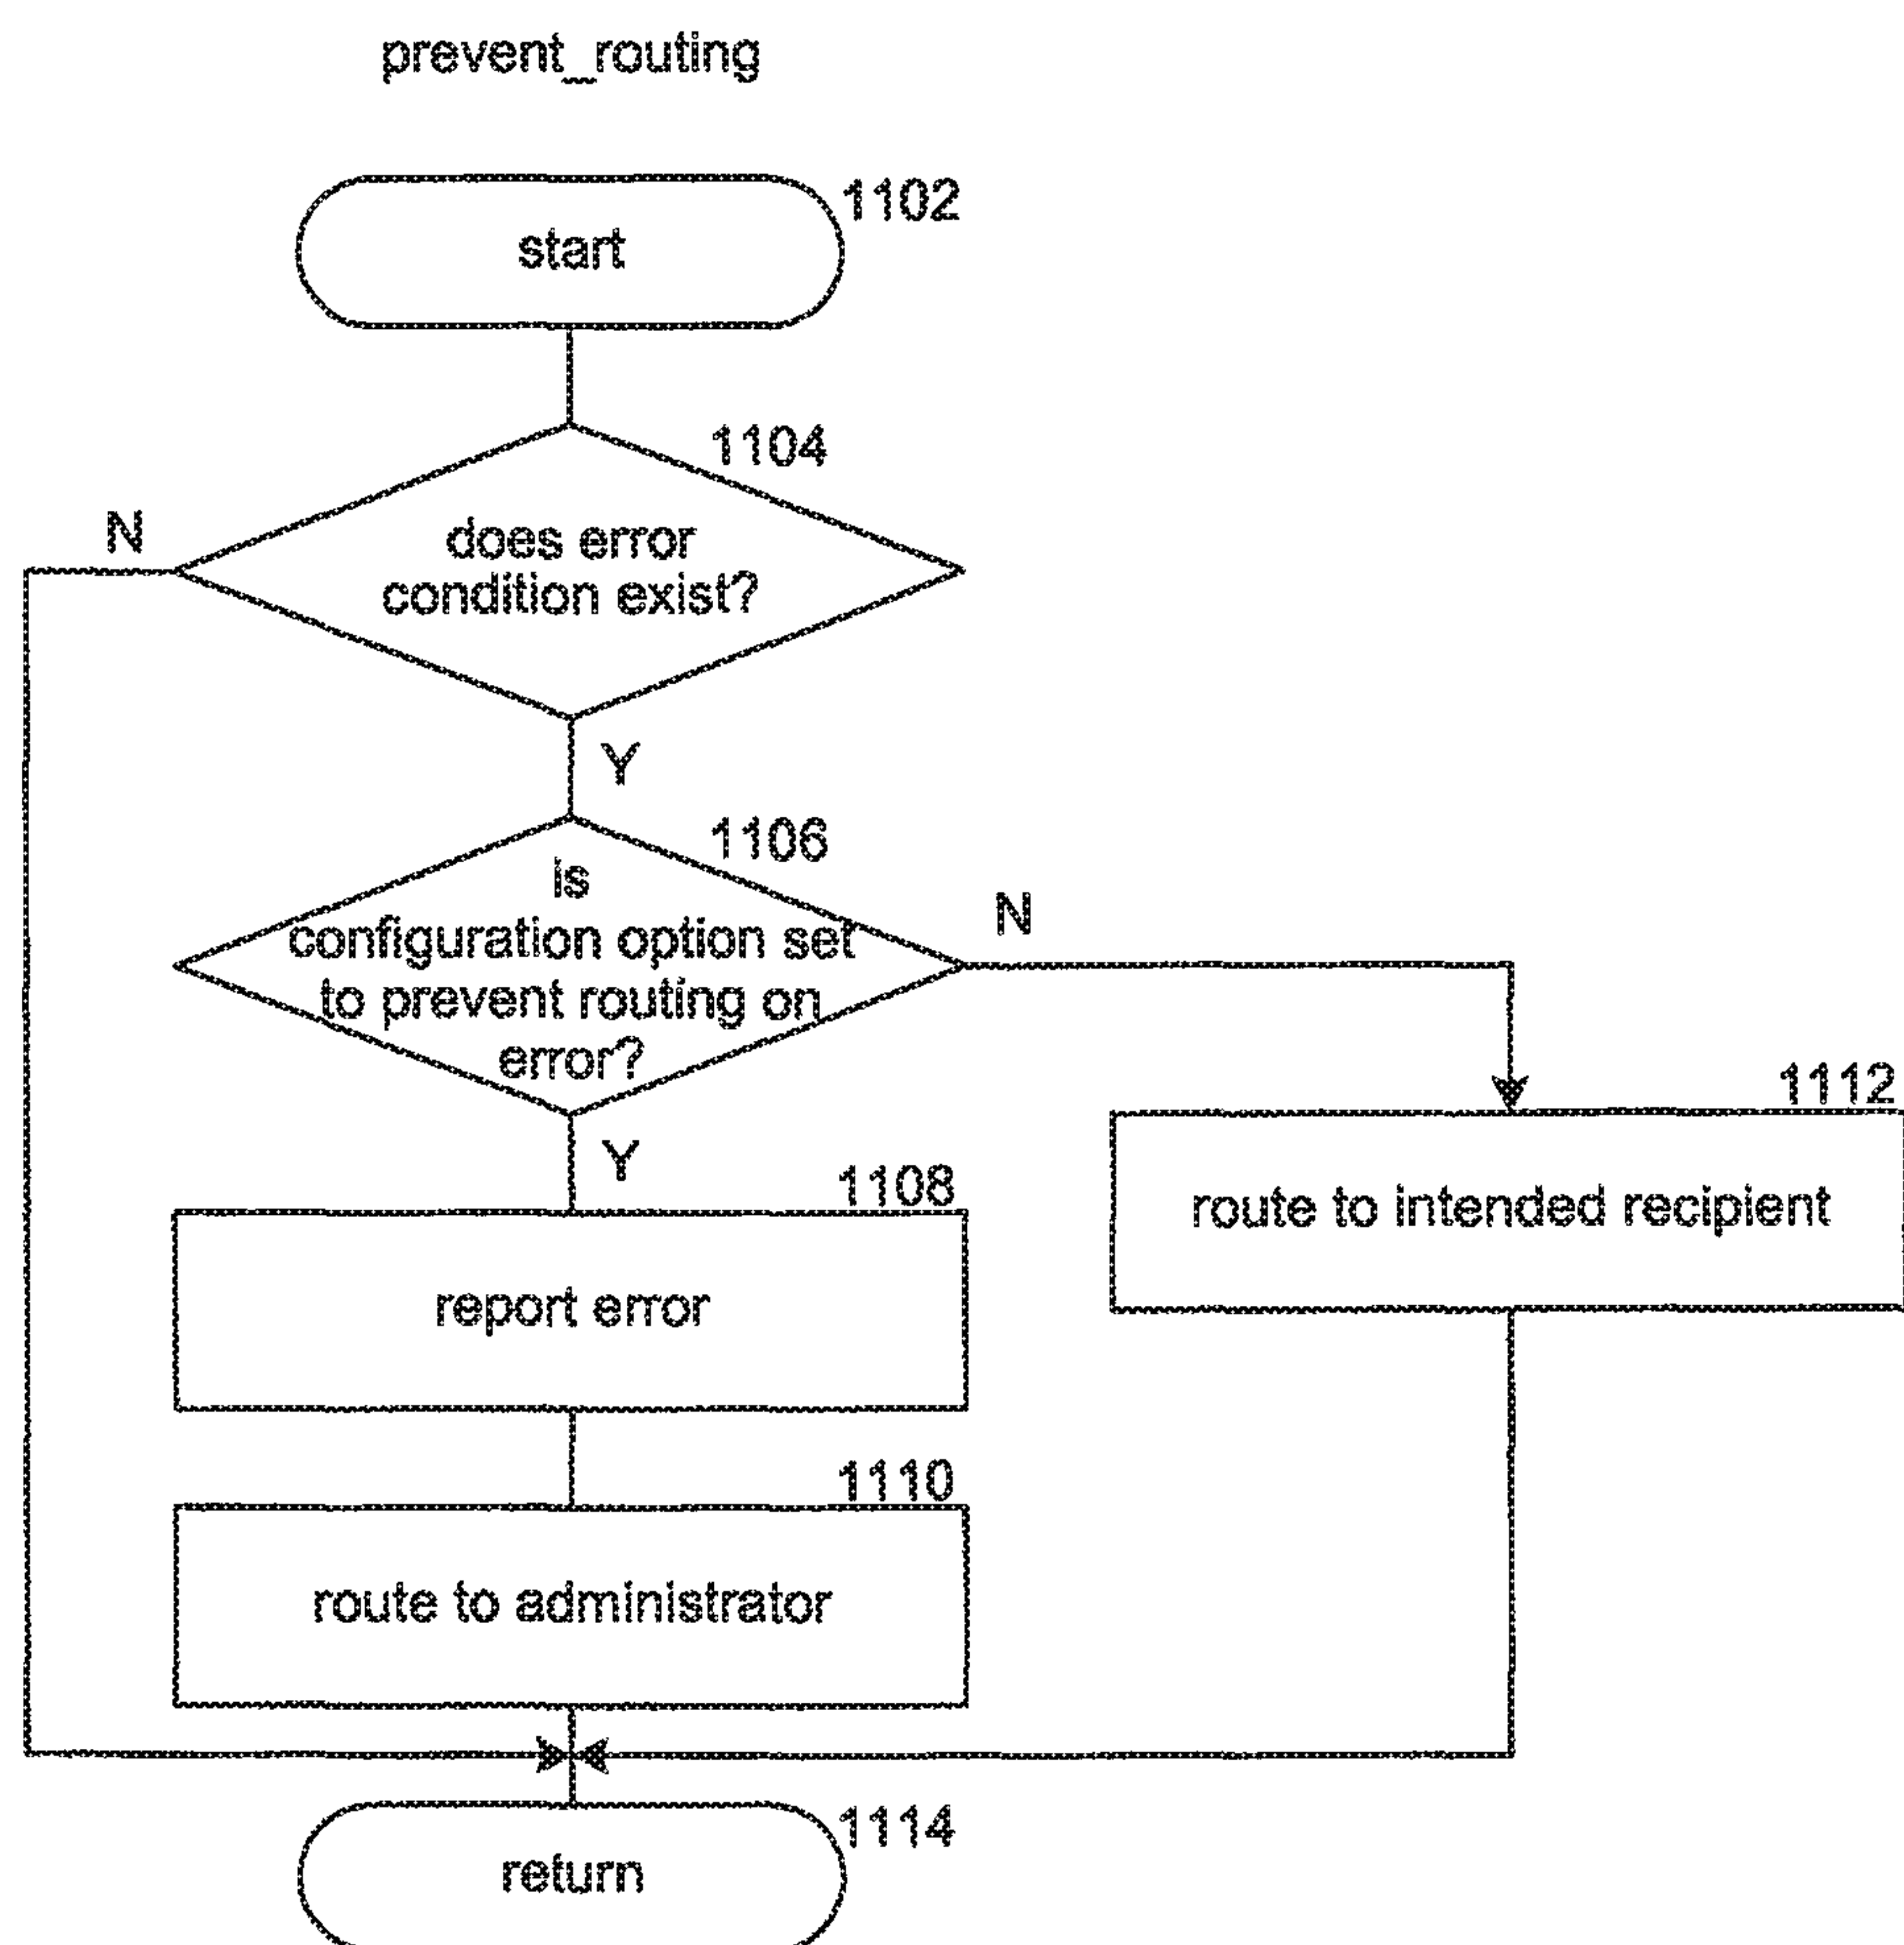 prevent_routing
1102
start
1104
N
does error
condition exist?
Y
1106
is
configuration option set
to prevent routing on
error?
N
Y
1108
report error
1112
route to intended recipient
1110
route to administrator
1114
return